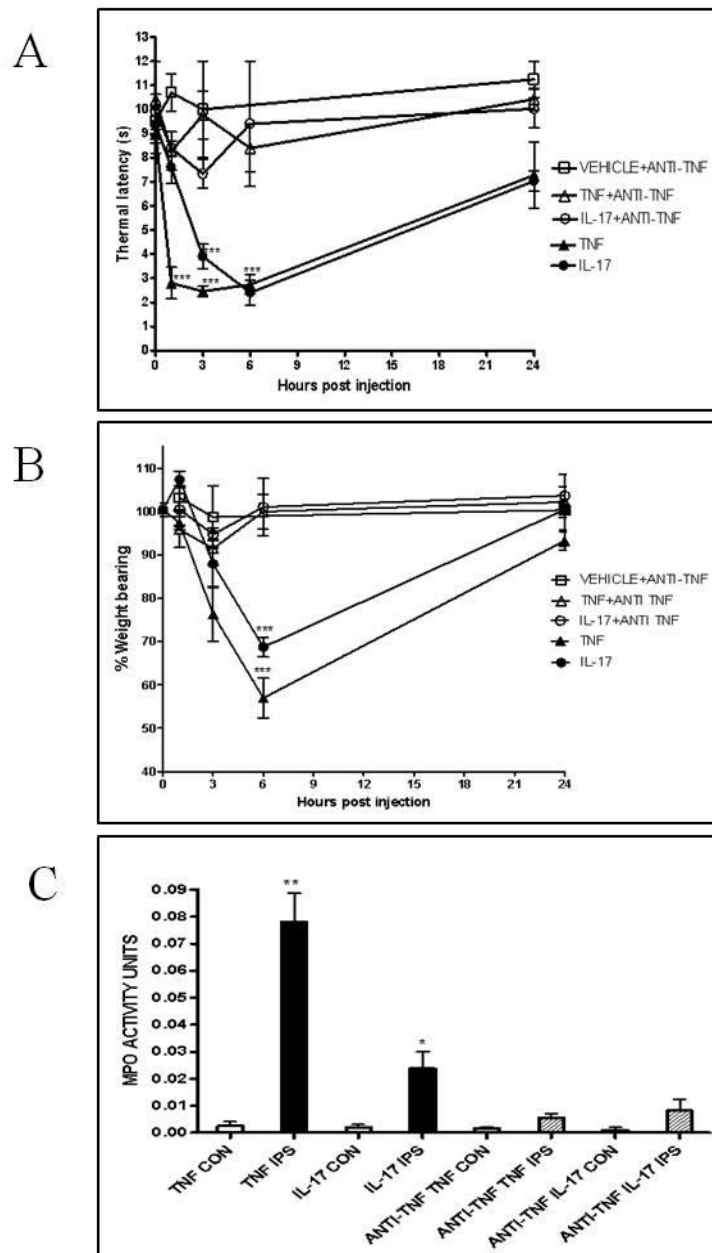 A
13
12
11
10
9
8
7
6
5
4
3
2
1
0
Thermal latency (s)
***
***
***
***
0 3 6 9 12 15 18 21 24
Hours post injection
VEHICLE+ANTI-TNF
TNF+ANTI-TNF
IL-17+ANTI-TNF
TNF
IL-17
B
110
100
90
80
70
60
50
40
% Weight bearing
***
***
0 3 6 9 12 15 18 21 24
Hours post injection
VEHICLE+ANTI-TNF
TNF+ANTI TNF
IL-17+ANTI TNF
TNF
IL-17
C
0.09
0.08
0.07
0.06
0.05
0.04
0.03
0.02
0.01
0.00
MPO ACTIVITY UNITS
**
*
TNF CON
TNF IPS
IL-17 CON
IL-17 IPS
ANTI-TNF TNF CON
ANTI-TNF TNF IPS
ANTI-TNF IL-17 CON
ANTI-TNF IL-17 IPS